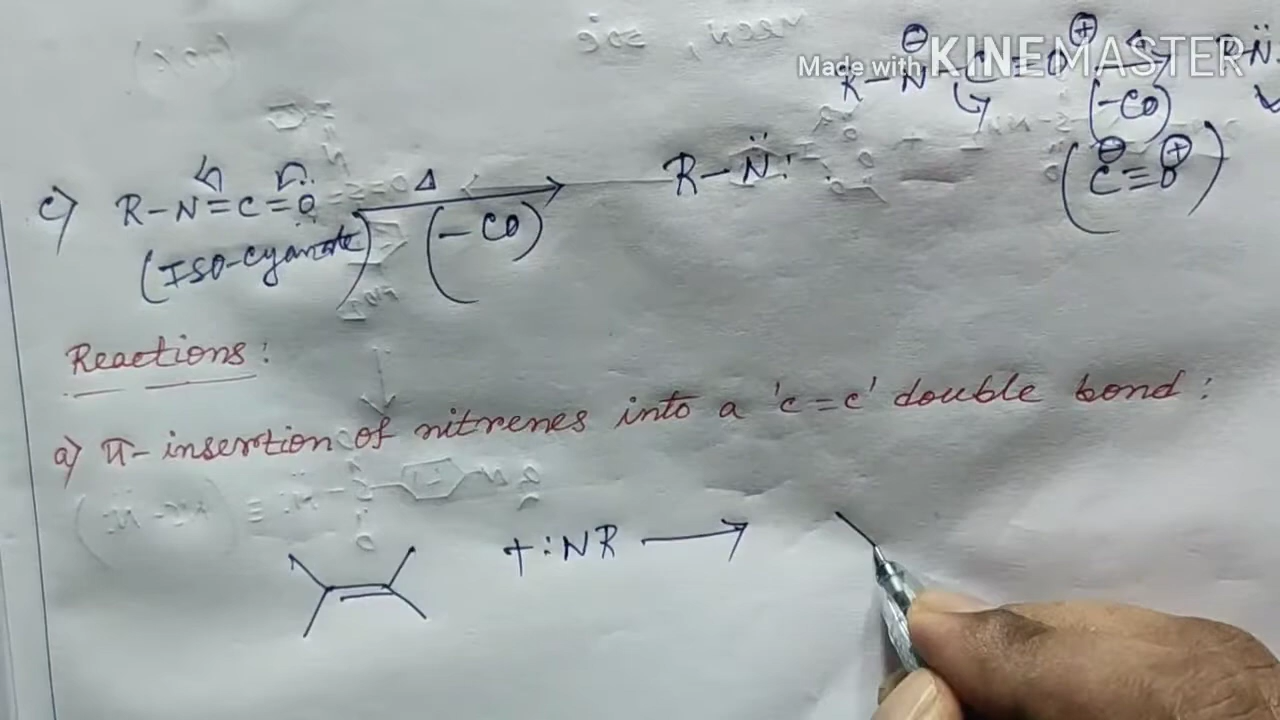 Made with KINEMASTER
R-N-C≡O Δ R-N̈:
(-CO)
(C≡O)
c) R-N=C=O Δ R-N̈:
(Iso-cyanate) (-CO)
Reactions:
a) π-insertion of nitrenes into a 'c=c' double bond:
+ :NR →